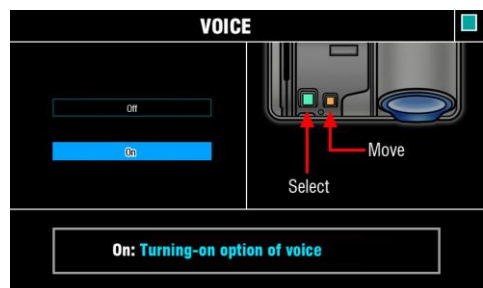 VOICE
Off
On
Move
Select
On: Turning-on option of voice